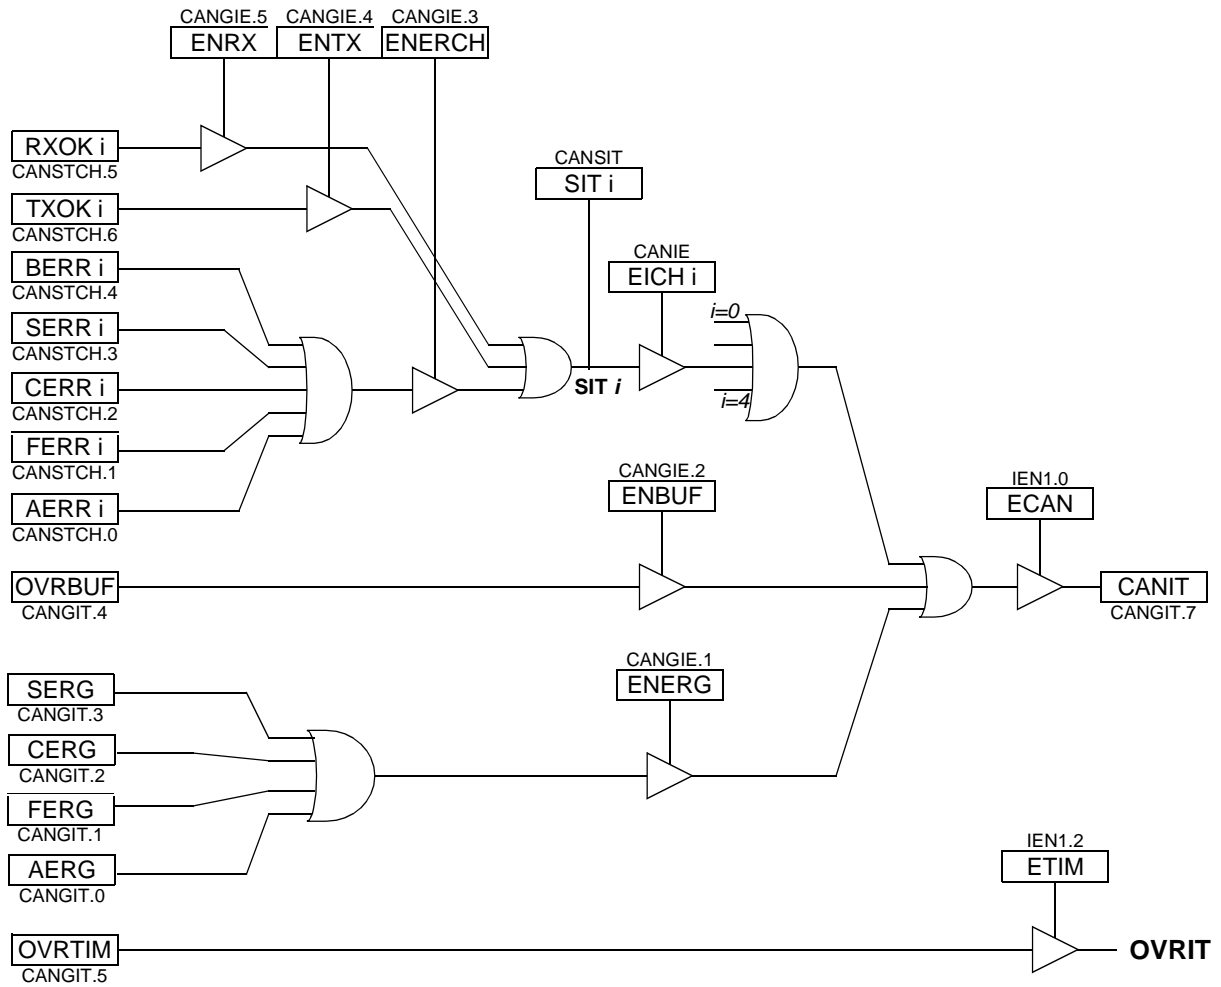 CANGIE.5 CANGIE.4 CANGIE.3
ENRX ENTX ENERCH
RXOK i
CANSTCH.5
CANSIT
SIT i
TXOK i
CANSTCH.6
CANIE
EICH i
BERR i
CANSTCH.4
i=0
SERR i
CANSTCH.3
CERR i
CANSTCH.2
SIT i
i=4
FERR i
CANSTCH.1
CANGIE.2
ENBUF
IEN1.0
ECAN
AERR i
CANSTCH.0
OVRBUF
CANGIT.4
CANIT
CANGIT.7
CANGIE.1
ENERG
SERG
CANGIT.3
CERG
CANGIT.2
FERG
CANGIT.1
IEN1.2
ETIM
AERG
CANGIT.0
OVRTIM
CANGIT.5
OVRIT